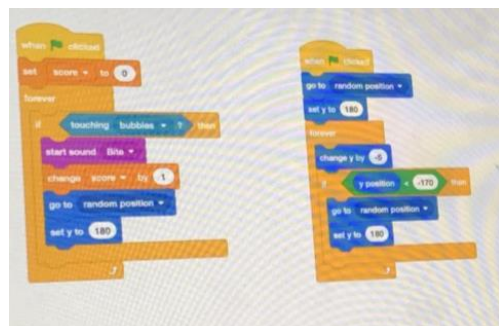 when clicked
set score to 0
forever
if touching bubbles ? then
start sound Bite
change score by 1
go to random position
set y to 180
when clicked
go to random position
set y to 180
forever
change y by -5
if y position < -170 then
go to random position
set y to 180